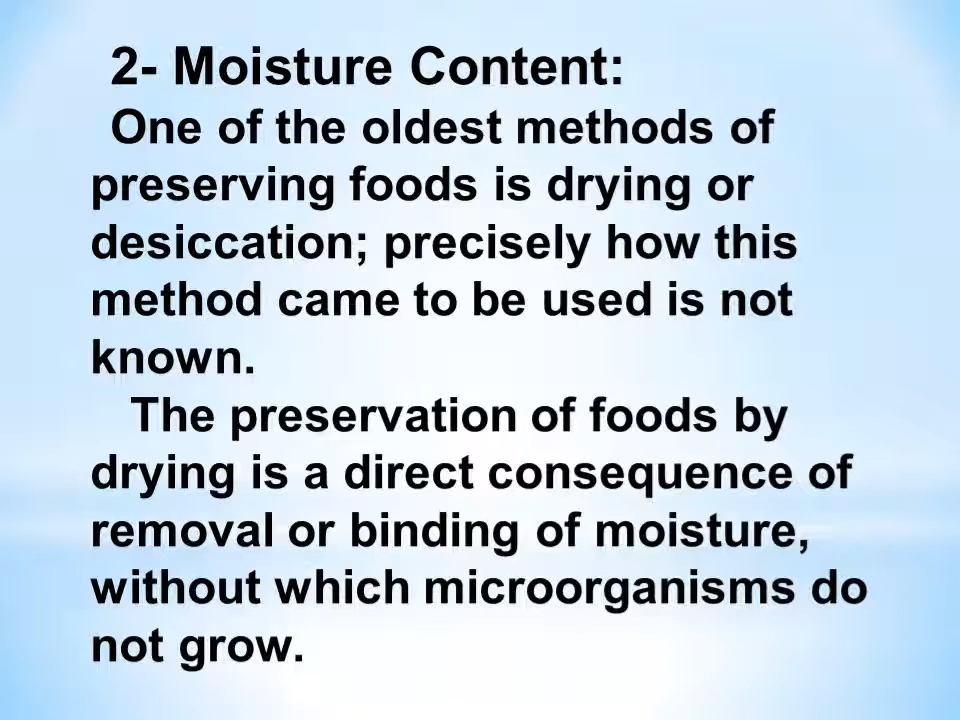 2- Moisture Content:
One of the oldest methods of
preserving foods is drying or
desiccation; precisely how this
method came to be used is not
known.
The preservation of foods by
drying is a direct consequence of
removal or binding of moisture,
without which microorganisms do
not grow.